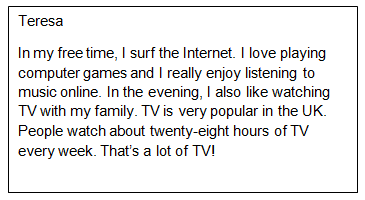 Teresa
In my free time, I surf the Internet. I love playing
computer games and I really enjoy listening to
music online. In the evening, I also like watching
TV with my family. TV is very popular in the UK.
People watch about twenty-eight hours of TV
every week. That's a lot of TV!